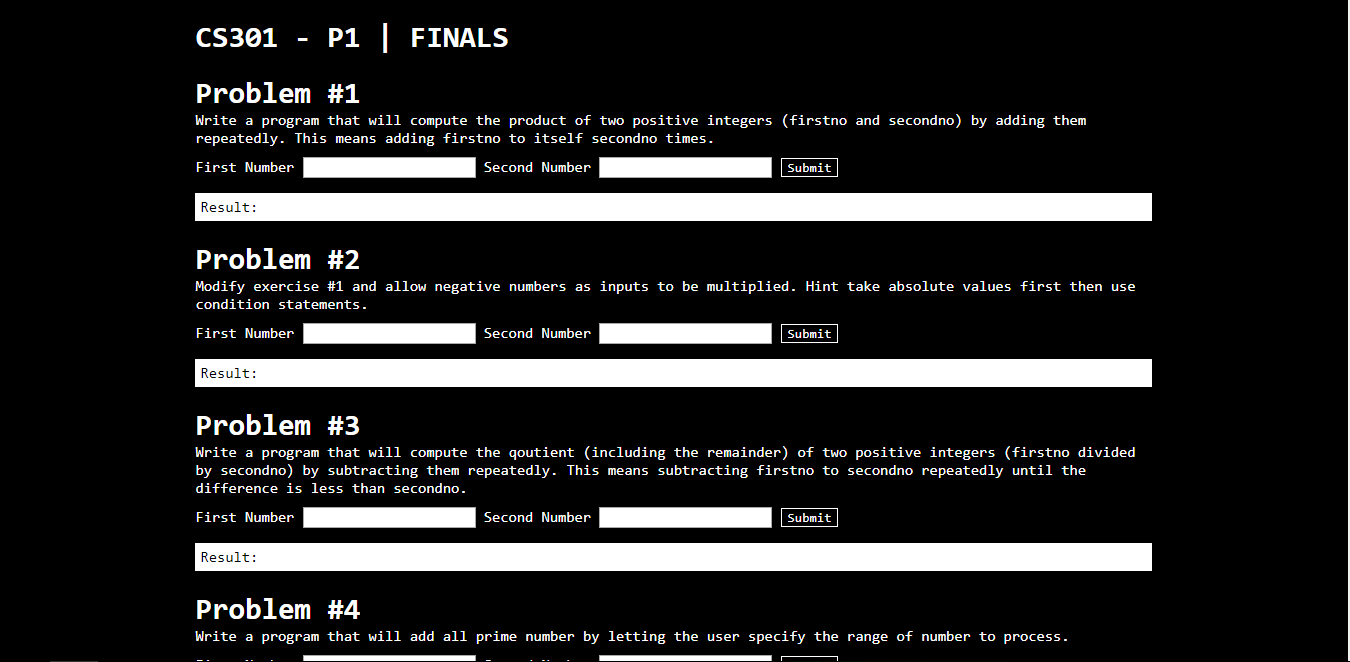 CS301 - P1 | FINALS
Problem #1
Write a program that will compute the product of two positive integers (firstno and secondno) by adding them
repeatedly. This means adding firstno to itself secondno times.
First Number Second Number Submit
Result:
Problem #2
Modify exercise #1 and allow negative numbers as inputs to be multiplied. Hint take absolute values first then use
condition statements.
First Number Second Number Submit
Result:
Problem #3
Write a program that will compute the qoutient (including the remainder) of two positive integers (firstno divided
by secondno) by subtracting them repeatedly. This means subtracting firstno to secondno repeatedly until the
difference is less than secondno.
First Number Second Number Submit
Result:
Problem #4
Write a program that will add all prime number by letting the user specify the range of number to process.